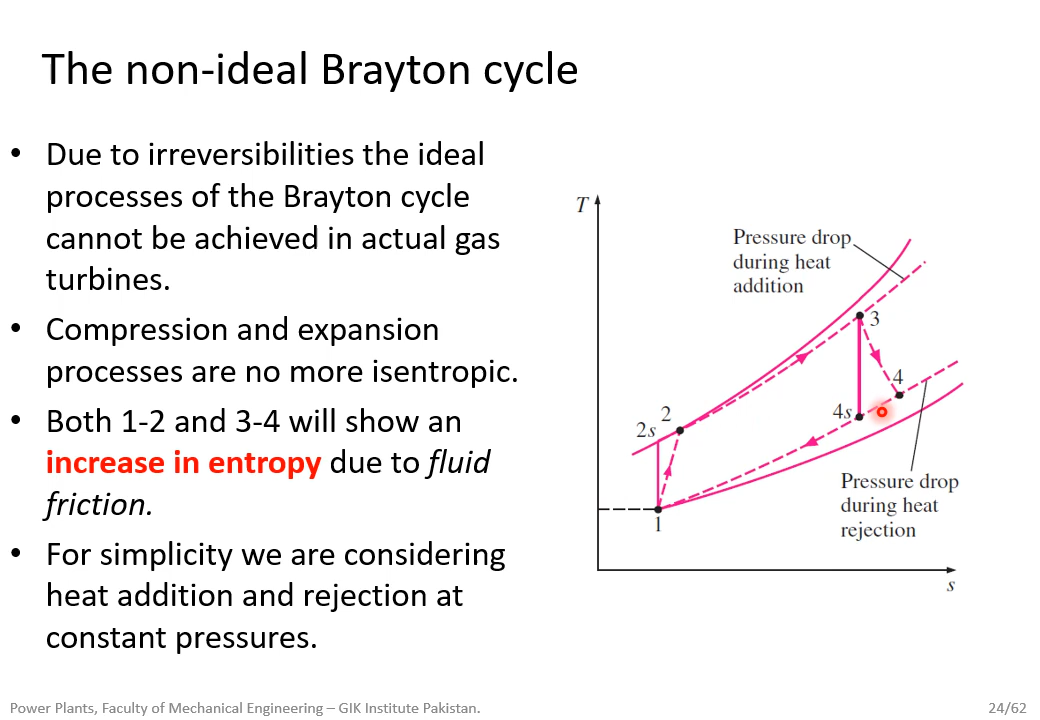 The non-ideal Brayton cycle
• Due to irreversibilities the ideal
processes of the Brayton cycle
cannot be achieved in actual gas
turbines.
• Compression and expansion
processes are no more isentropic.
• Both 1-2 and 3-4 will show an
increase in entropy due to fluid
friction.
• For simplicity we are considering
heat addition and rejection at
constant pressures.
T
Pressure drop
during heat
addition
3
4
4s
2
2s
Pressure drop
during heat
rejection
1
s
Power Plants, Faculty of Mechanical Engineering – GIK Institute Pakistan.
24/62